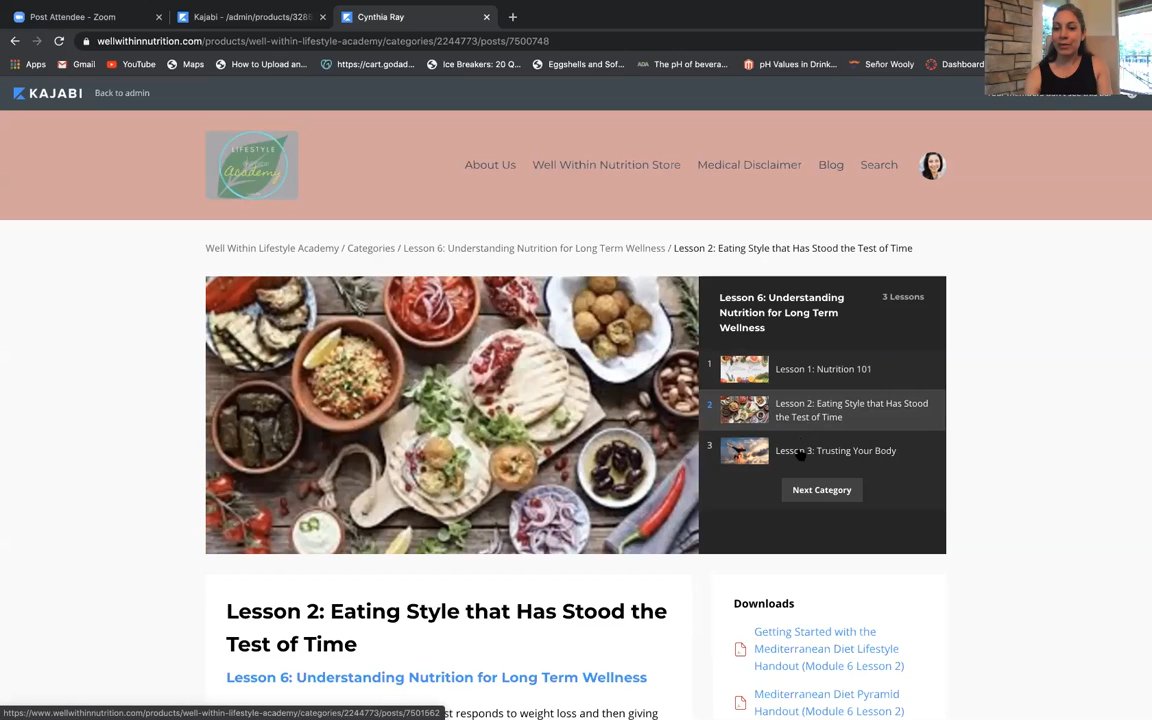 Post Attendee - Zoom
Kajabi - /admin/products/3288
Cynthia Ray
wellwithinnutrition.com/products/well-within-lifestyle-academy/categories/2244773/posts/7500748
Apps
Gmail
YouTube
Maps
How to Upload an...
https://cart.godad...
Ice Breakers: 20 Q...
Eggshells and Sof...
ADA
The pH of bevera...
pH Values in Drink...
Señor Wooly
Dashboard
KAJABI
Back to admin
LIFESTYLE
Academy
About Us
Well Within Nutrition Store
Medical Disclaimer
Blog
Search
Well Within Lifestyle Academy / Categories / Lesson 6: Understanding Nutrition for Long Term Wellness / Lesson 2: Eating Style that Has Stood the Test of Time
Lesson 6: Understanding
Nutrition for Long Term
Wellness
3 Lessons
1
Lesson 1: Nutrition 101
2
Lesson 2: Eating Style that Has Stood
the Test of Time
3
Lesson 3: Trusting Your Body
Next Category
Lesson 2: Eating Style that Has Stood the
Test of Time
Lesson 6: Understanding Nutrition for Long Term Wellness
st responds to weight loss and then giving
Downloads
Getting Started with the
Mediterranean Diet Lifestyle
Handout (Module 6 Lesson 2)
Mediterranean Diet Pyramid
Handout (Module 6 Lesson 2)
https://www.wellwithinnutrition.com/products/well-within-lifestyle-academy/categories/2244773/posts/7501562